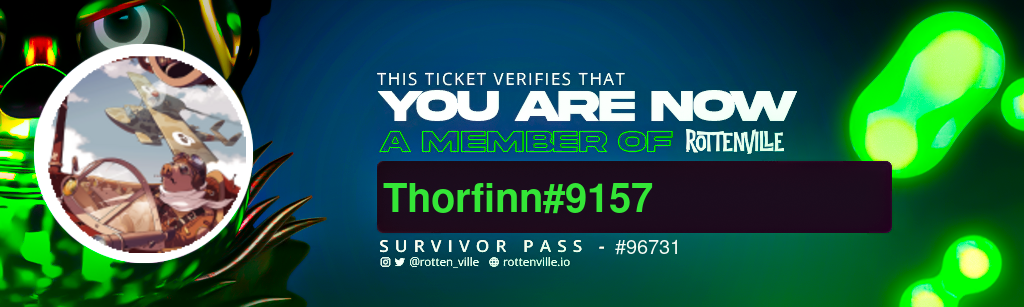 THIS TICKET VERIFIES THAT
YOU ARE NOW
A MEMBER OF ROTTENVILLE
Thorfinn#9157
SURVIVOR PASS - #96731
@rotten_ville rottenville.io